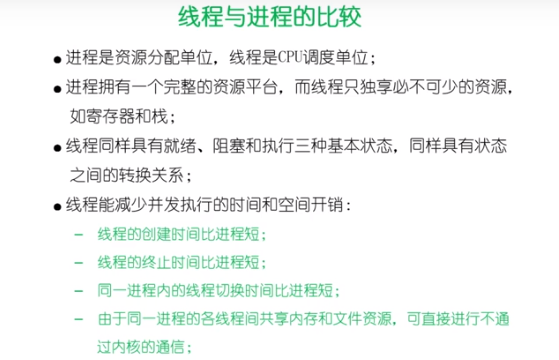 线程与进程的比较
● 进程是资源分配单位，线程是CPU调度单位；
● 进程拥有一个完整的资源平台，而线程只独享必不可少的资源，
如寄存器和栈；
● 线程同样具有就绪、阻塞和执行三种基本状态，同样具有状态
之间的转换关系；
● 线程能减少并发执行的时间和空间开销：
– 线程的创建时间比进程短；
– 线程的终止时间比进程短；
– 同一进程内的线程切换时间比进程短；
– 由于同一进程的各线程间共享内存和文件资源，可直接进行不通
过内核的通信；